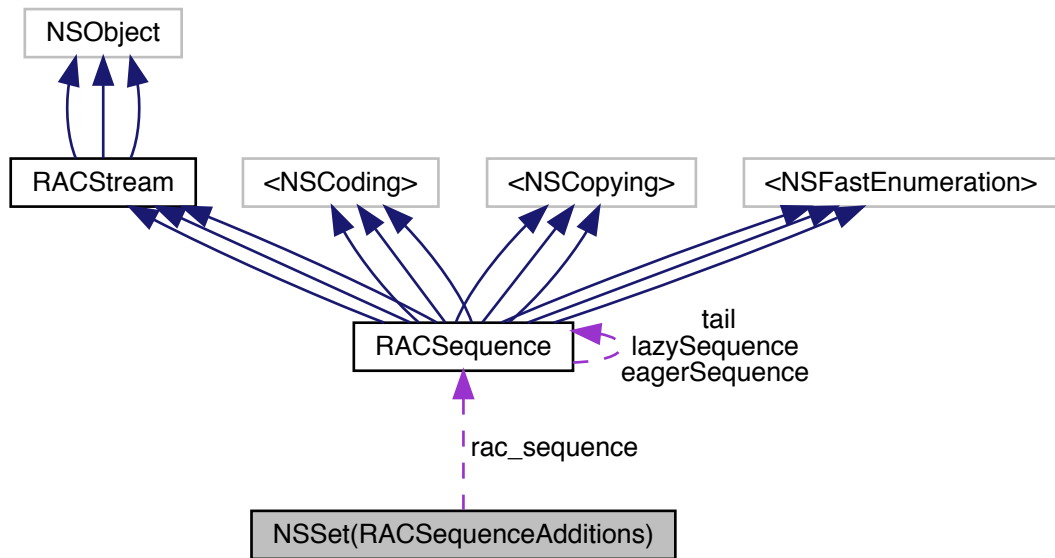 NSObject
RACStream
<NSCoding>
<NSCopying>
<NSFastEnumeration>
RACSequence
tail
lazySequence
eagerSequence
rac_sequence
NSSet(RACSequenceAdditions)